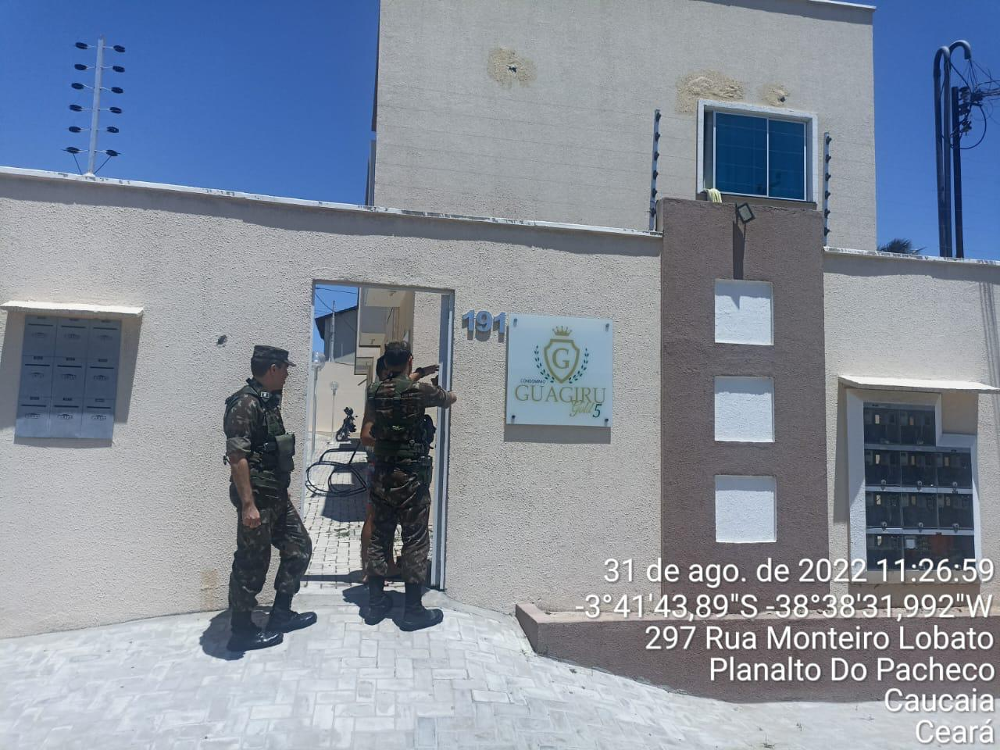 191
G
CONDOMÍNIO
GUAGIRU
Gold 5
31 de ago. de 2022 11:26:59
-3°41'43,89"S -38°38'31,992"W
297 Rua Monteiro Lobato
Planalto Do Pacheco
Caucaia
Ceará